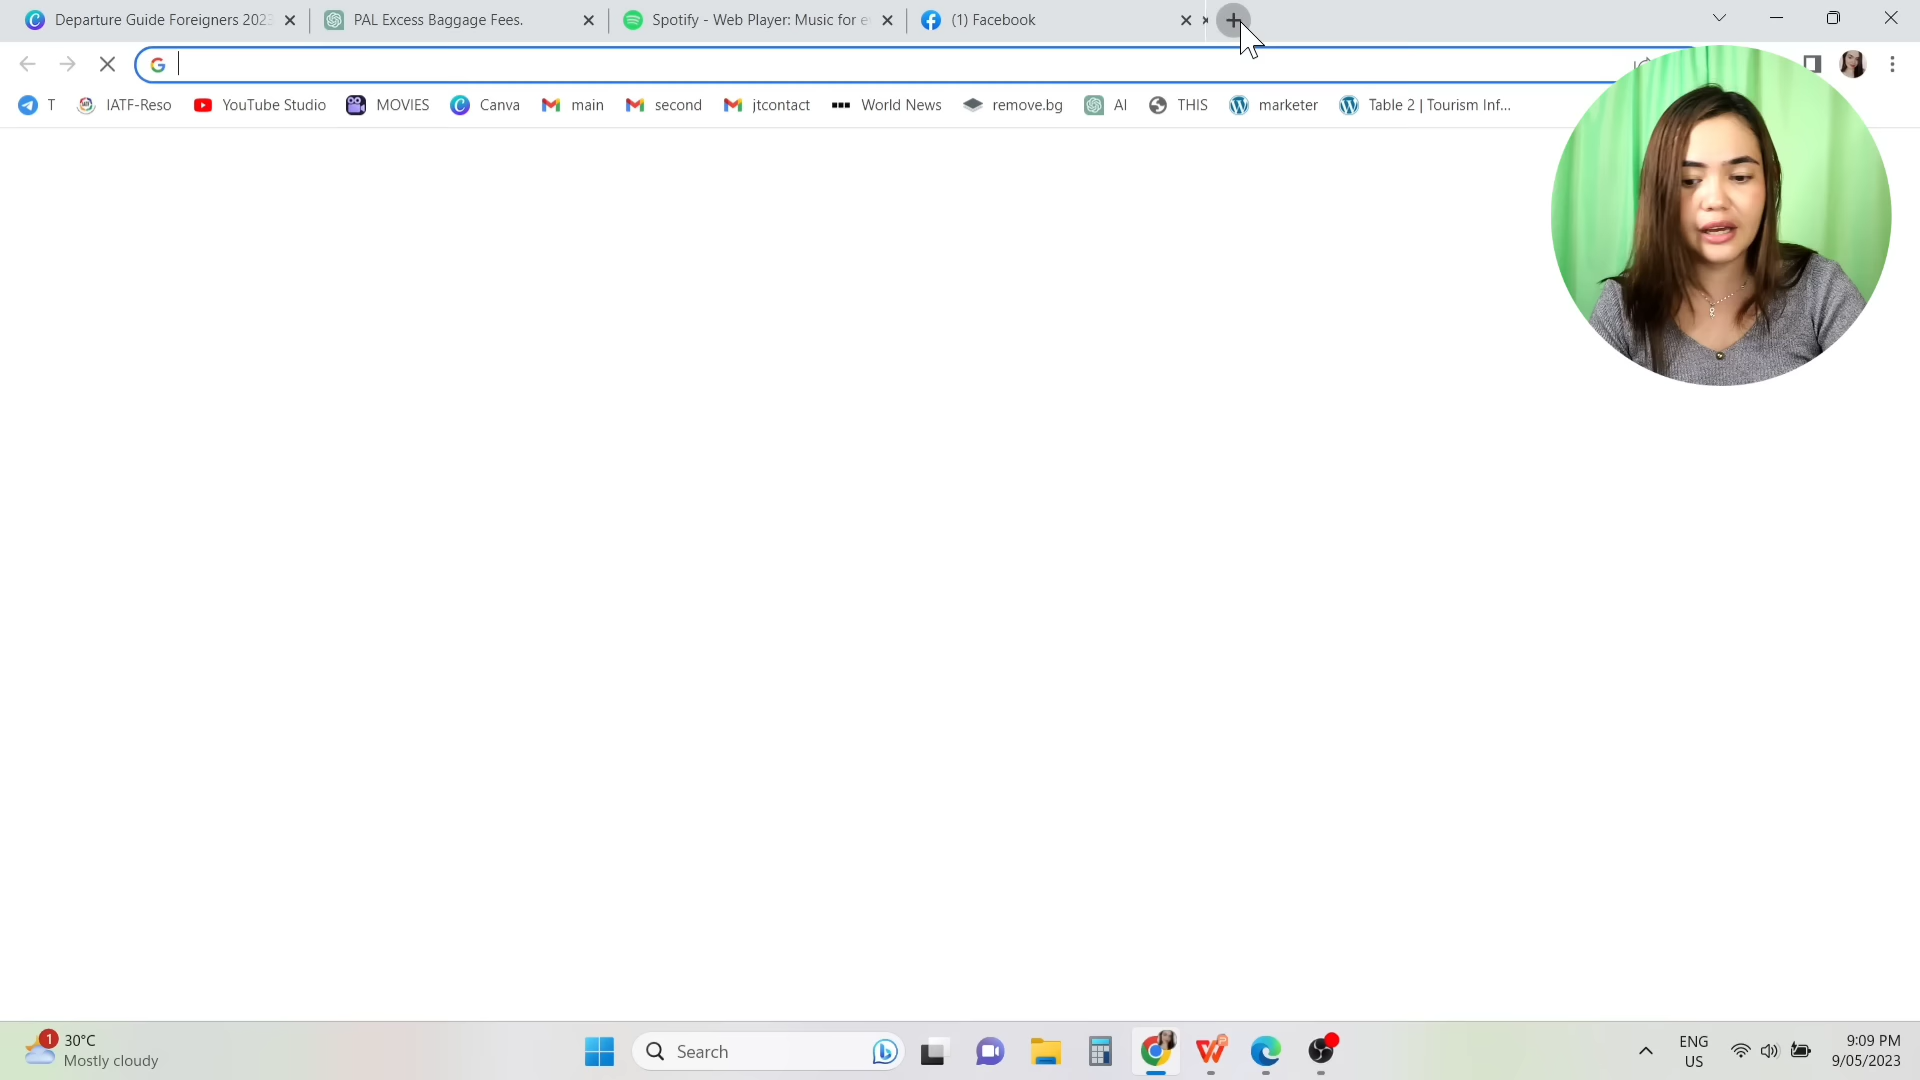 Departure Guide Foreigners 2023
PAL Excess Baggage Fees.
Spotify - Web Player: Music for e
(1) Facebook
T
IATF-Reso
YouTube Studio
MOVIES
Canva
main
second
jtcontact
World News
remove.bg
AI
THIS
marketer
Table 2 | Tourism Inf...
1
30°C
Mostly cloudy
Search
ENG
US
9:09 PM
9/05/2023